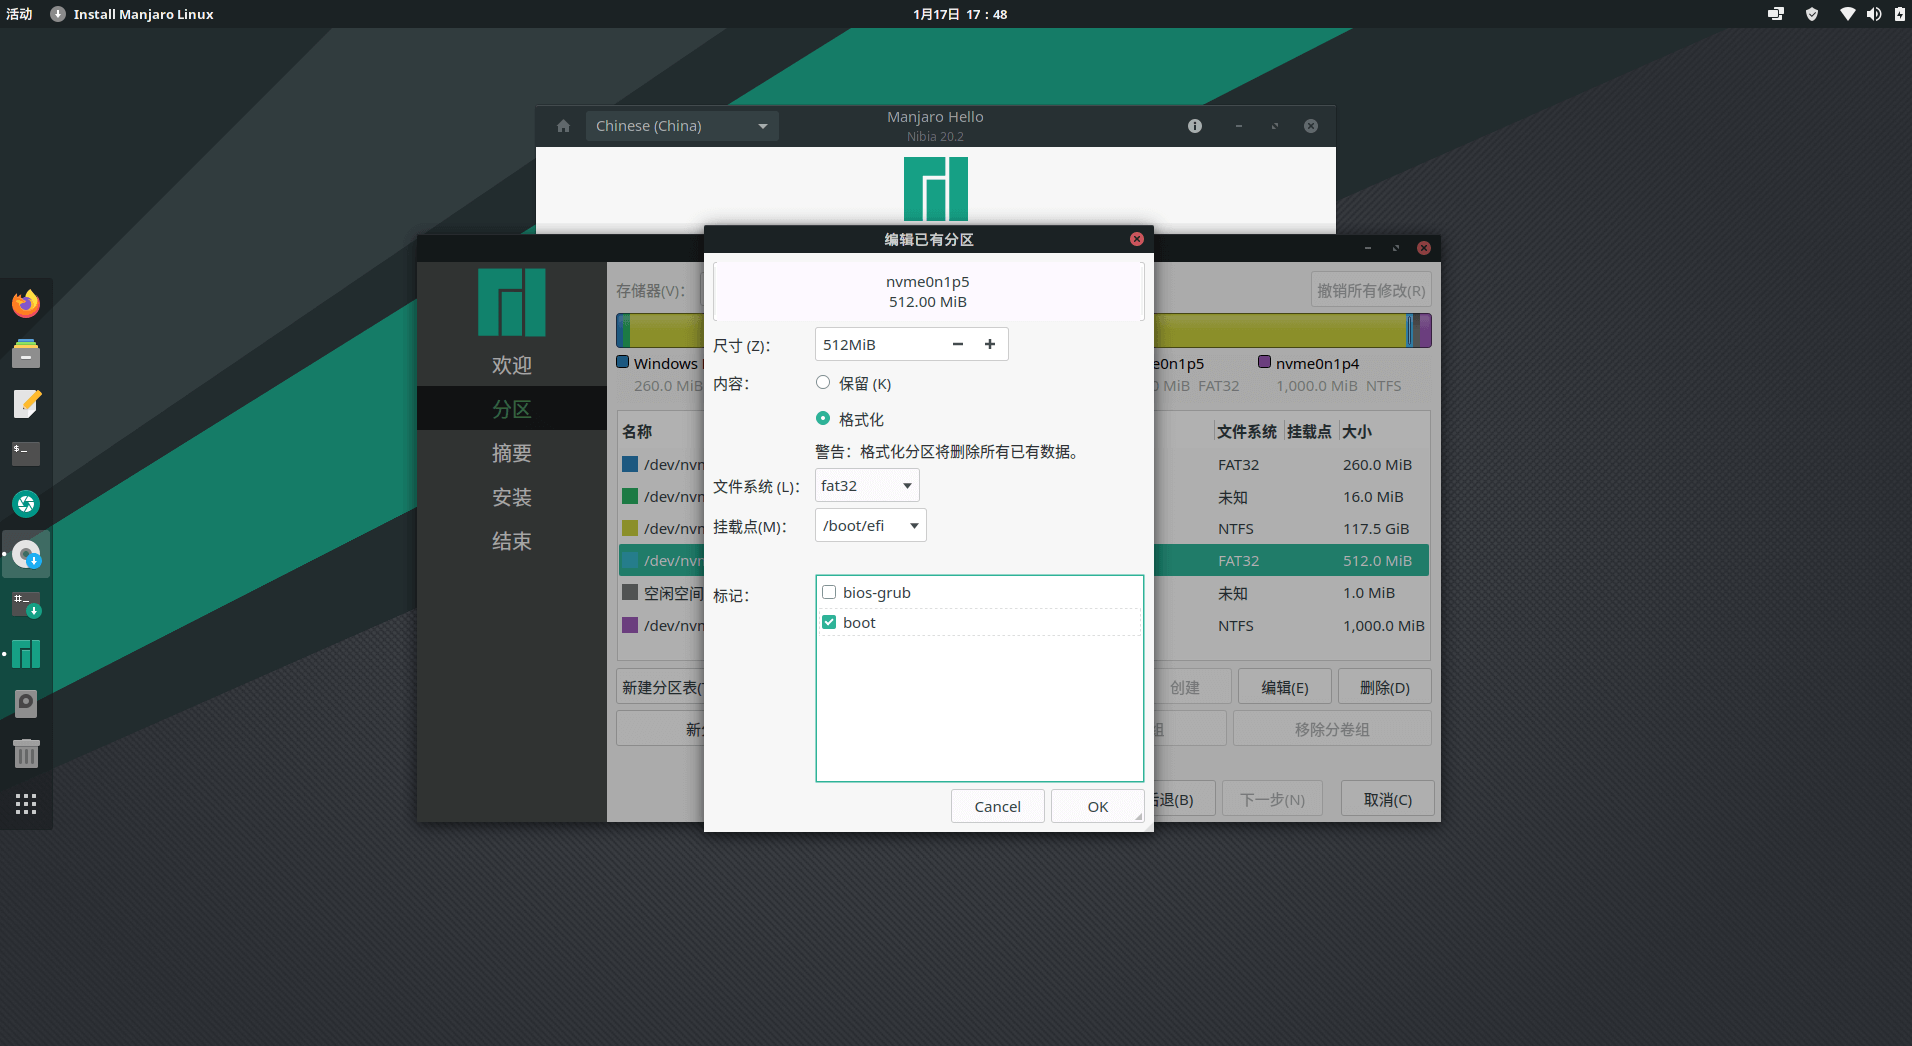 活动 Install Manjaro Linux 1月17日 17：48
Chinese (China) Manjaro Hello
Nibia 20.2
编辑已有分区
nvme0n1p5
512.00 MiB
存储器(V)： 撤销所有修改(R)
尺寸 (Z)： 512MiB
欢迎 Windows e0n1p5 nvme0n1p4
260.0 MiB 内容： 保留 (K) MiB FAT32 1,000.0 MiB NTFS
分区 格式化
名称 文件系统 挂载点 大小
摘要 警告：格式化分区将删除所有已有数据。
/dev/nvm FAT32 260.0 MiB
文件系统 (L)： fat32
安装 /dev/nvm 未知 16.0 MiB
挂载点(M)： /boot/efi
/dev/nvm NTFS 117.5 GiB
结束
/dev/nvm FAT32 512.0 MiB
标记： bios-grub
空闲空间 未知 1.0 MiB
boot
/dev/nvm NTFS 1,000.0 MiB
新建分区表( 创建 编辑(E) 删除(D)
新 组 移除分卷组
后退(B) 下一步(N) 取消(C)
Cancel OK